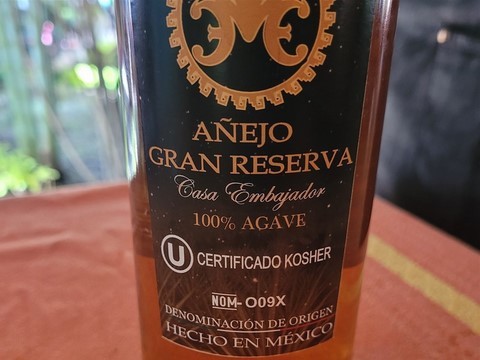 AÑEJO
GRAN RESERVA
Casa Embajador
100% AGAVE
U CERTIFICADO KOSHER
NOM-O09X
DENOMINACIÓN DE ORIGEN
HECHO EN MÉXICO